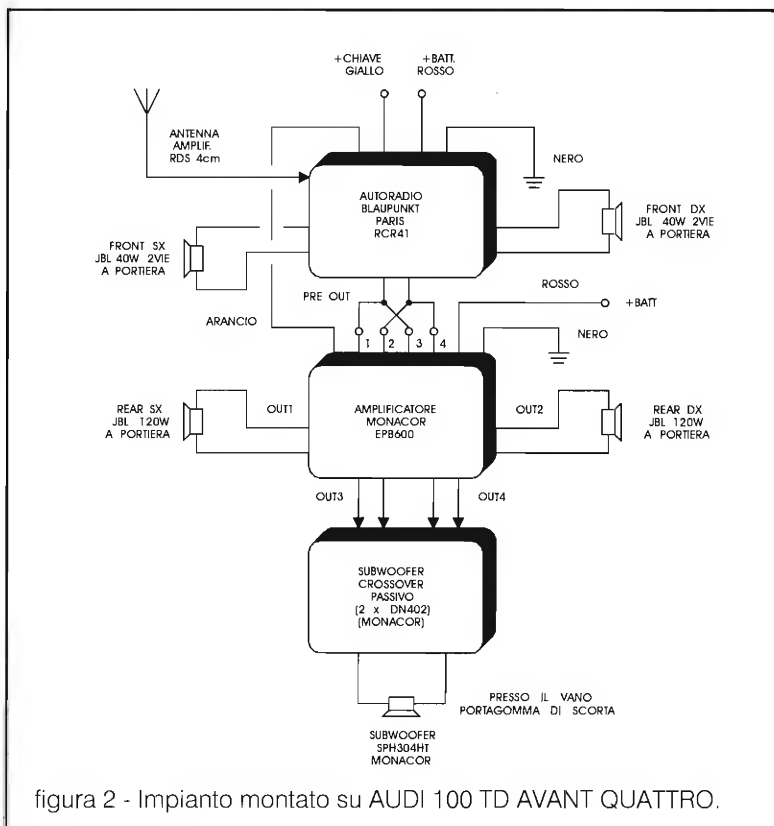 +CHIAVE
GIALLO
+BATT.
ROSSO
ANTENNA
AMPLIF.
RDS 4cm
NERO
AUTORADIO
BLAUPUNKT
PARIS
RCR41
FRONT SX
JBL 40W 2VIE
A PORTIERA
FRONT DX
JBL 40W 2VIE
A PORTIERA
PRE OUT
ROSSO
+BATT
ARANCIO
1 2 3 4
NERO
REAR SX
JBL 120W
A PORTIERA
OUT1
AMPLIFICATORE
MONACOR
EPB600
OUT2
REAR DX
JBL 120W
A PORTIERA
OUT3
OUT4
SUBWOOFER
CROSSOVER
PASSIVO
(2 x DN402)
(MONACOR)
PRESSO IL VANO
PORTAGOMMA DI SCORTA
SUBWOOFER
SPH304HT
MONACOR
figura 2 - Impianto montato su AUDI 100 TD AVANT QUATTRO.